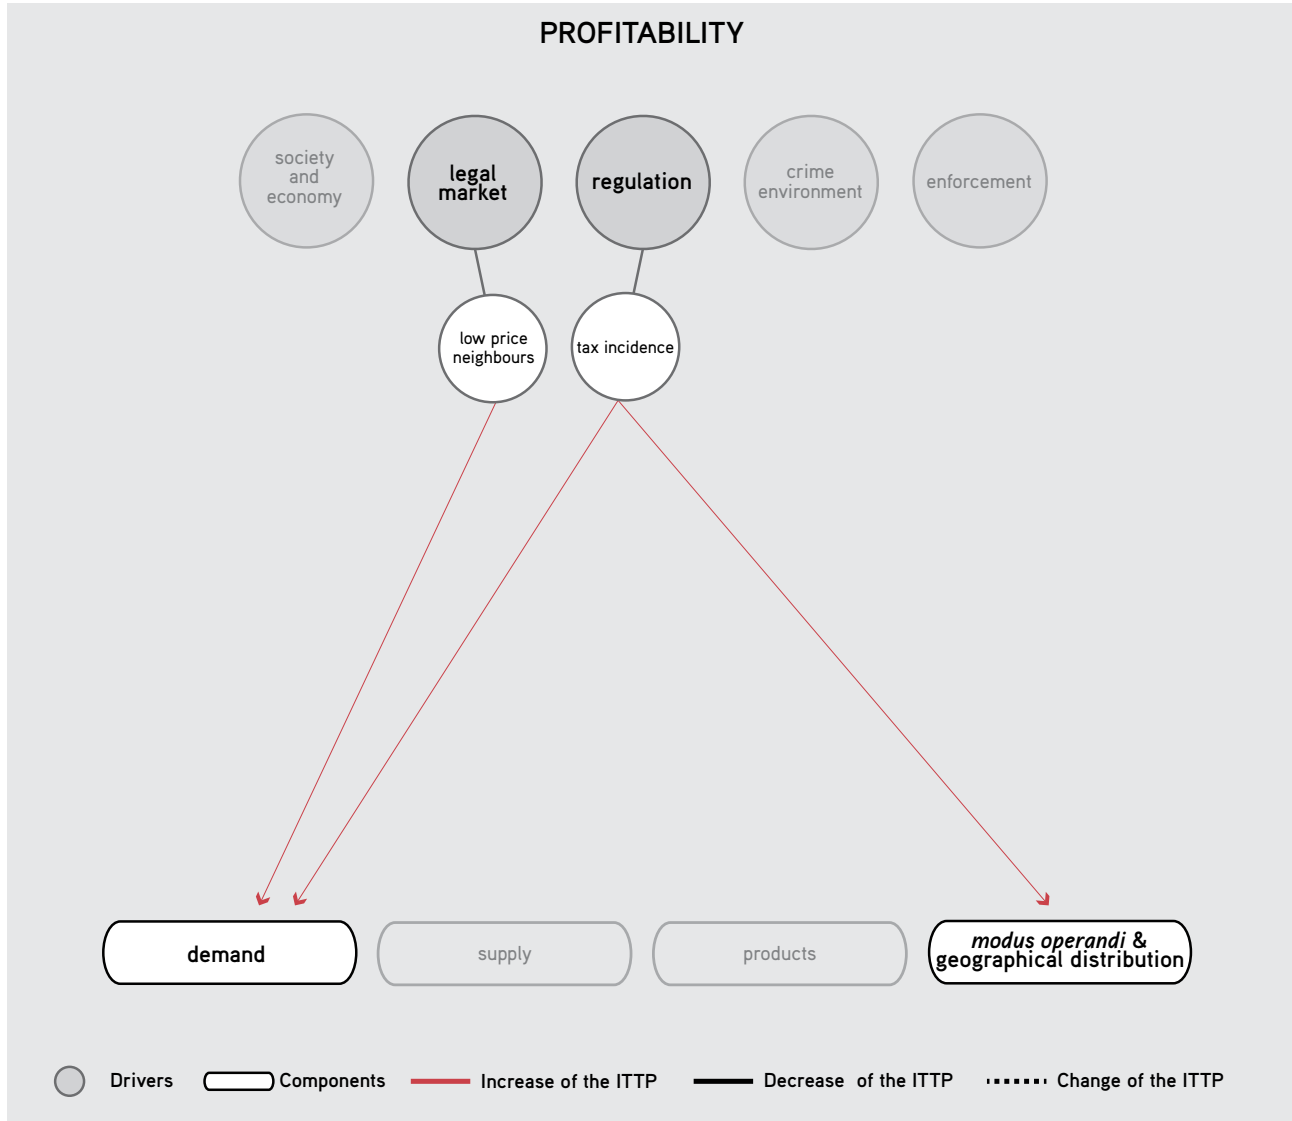 PROFITABILITY
society
and
economy
legal
market
regulation
crime
environment
enforcement
low price
neighbours
tax incidence
demand
supply
products
modus operandi &
geographical distribution
Drivers
Components
Increase of the ITTP
Decrease of the ITTP
Change of the ITTP